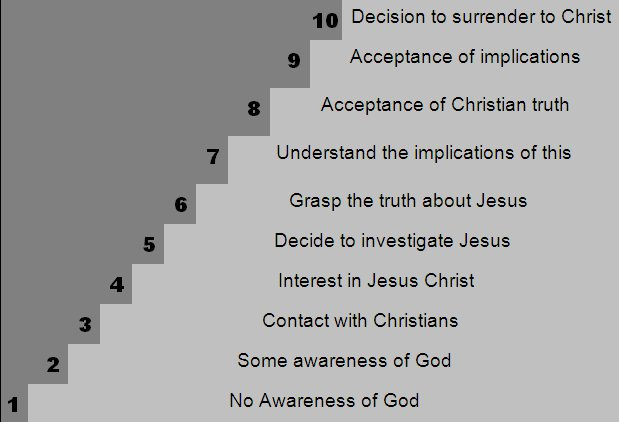 10 Decision to surrender to Christ
9 Acceptance of implications
8 Acceptance of Christian truth
7 Understand the implications of this
6 Grasp the truth about Jesus
5 Decide to investigate Jesus
4 Interest in Jesus Christ
3 Contact with Christians
2 Some awareness of God
1 No Awareness of God